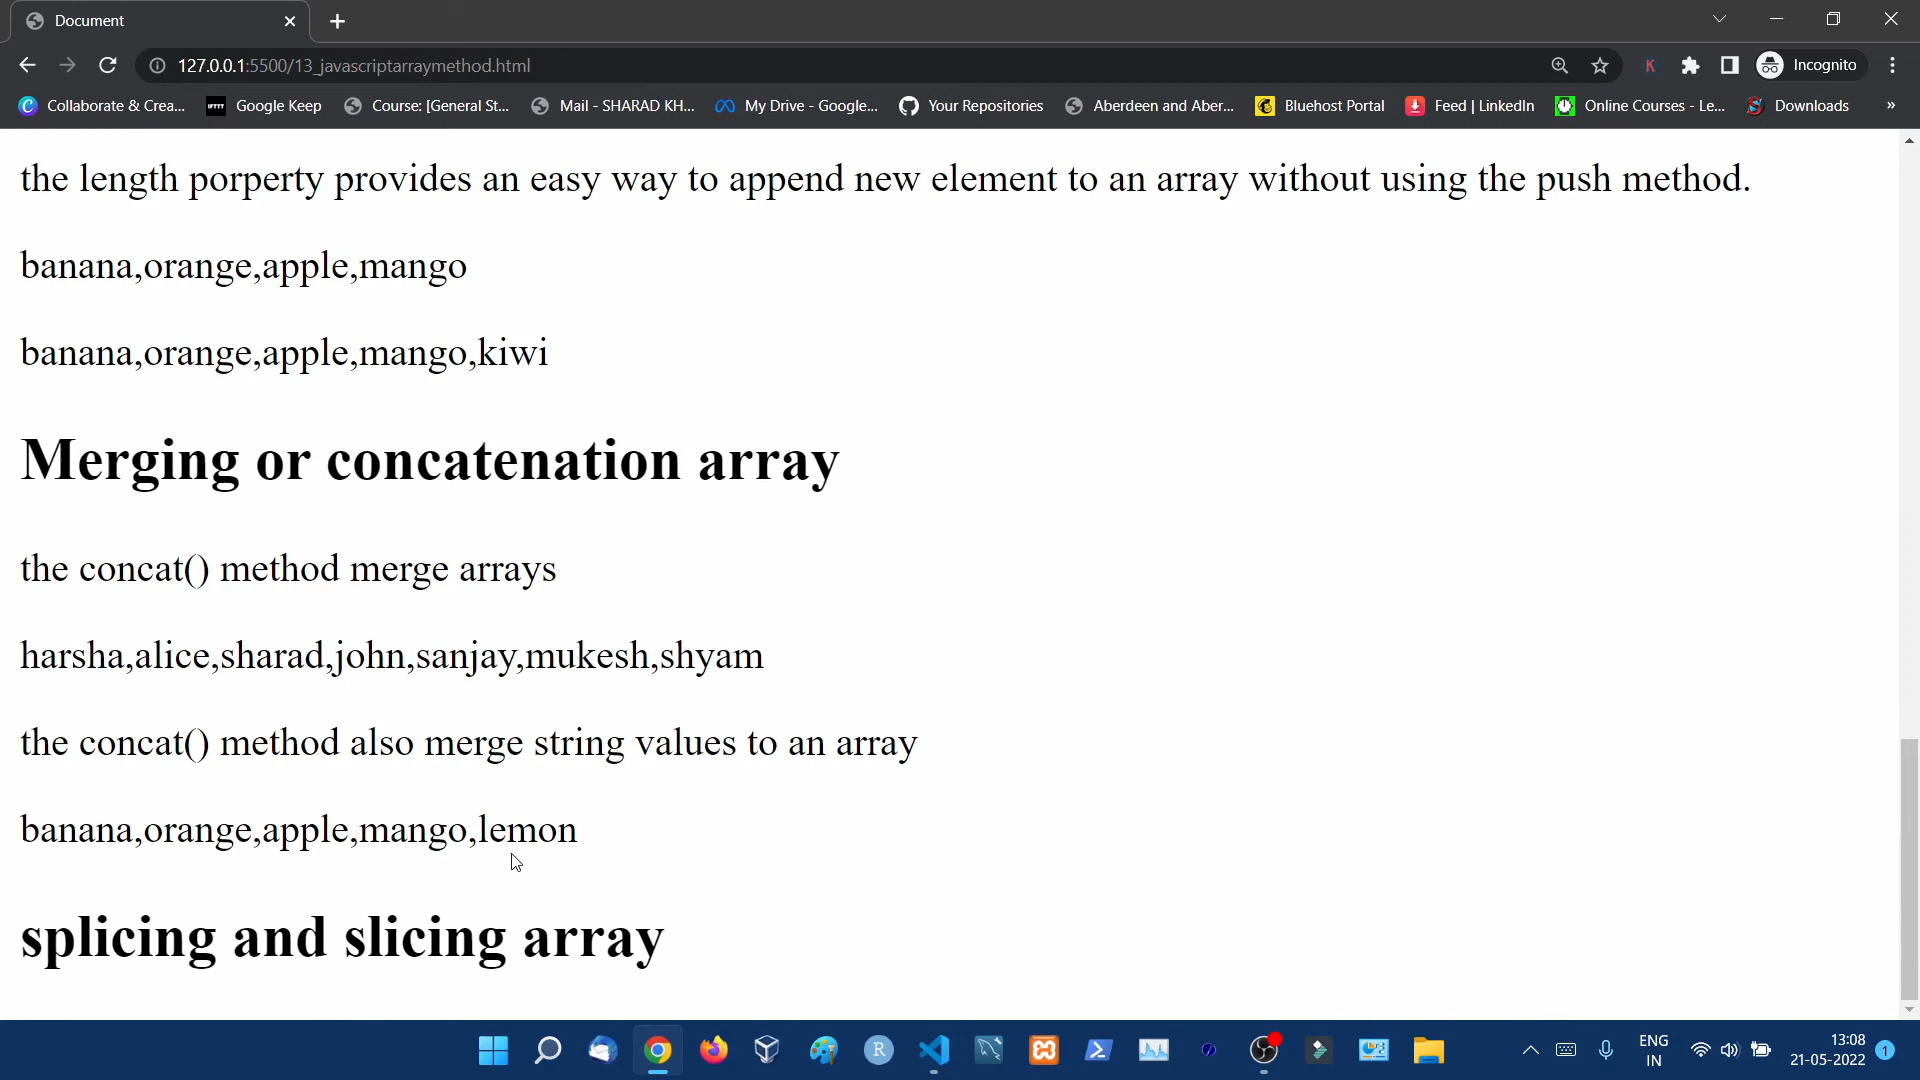 Document
127.0.0.1:5500/13_javascriptarraymethod.html
Incognito
Collaborate & Crea...
Google Keep
Course: [General St...
Mail - SHARAD KH...
My Drive - Google...
Your Repositories
Aberdeen and Aber...
Bluehost Portal
Feed | LinkedIn
Online Courses - Le...
Downloads
»
the length porperty provides an easy way to append new element to an array without using the push method.
banana,orange,apple,mango
banana,orange,apple,mango,kiwi
Merging or concatenation array
the concat() method merge arrays
harsha,alice,sharad,john,sanjay,mukesh,shyam
the concat() method also merge string values to an array
banana,orange,apple,mango,lemon
splicing and slicing array
ENG
IN
13:08
21-05-2022
1